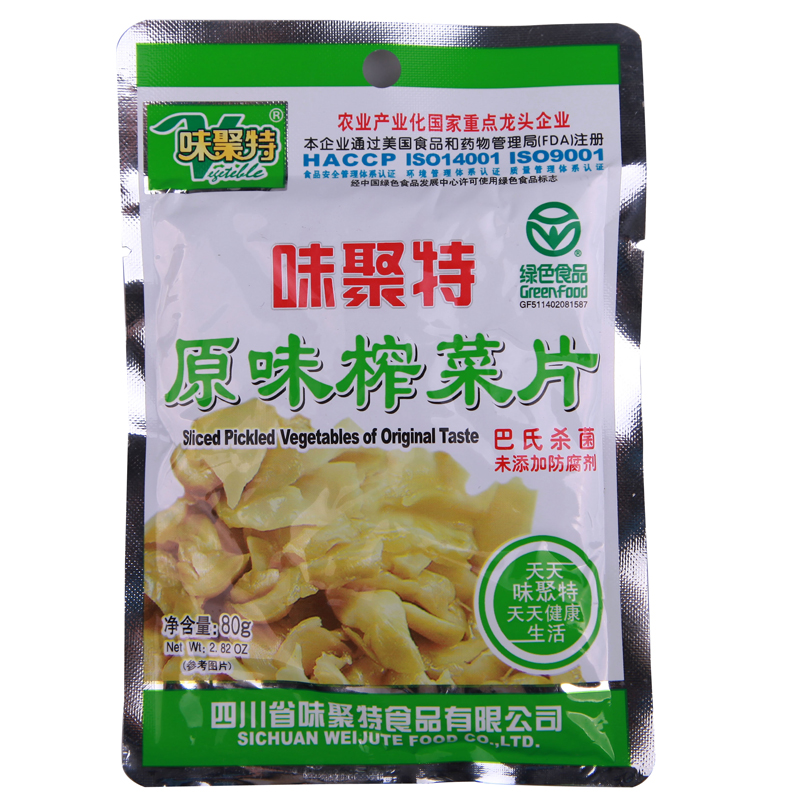 味聚特
®
Vegetible
农业产业化国家重点龙头企业
本企业通过美国食品和药物管理局(FDA)注册
HACCP ISO14001 ISO9001
食品安全管理体系认证 环境管理体系认证 质量管理体系认证
经中国绿色食品发展中心许可使用绿色食品标志
绿色食品®
Greenfood
GF511402081587
味聚特
原味榨菜片
Sliced Pickled Vegetables of Original Taste
巴氏杀菌
未添加防腐剂
天天
味聚特
天天健康
生活
净含量:80g
Net Wt: 2.82OZ
(参考图片)
四川省味聚特食品有限公司
SICHUAN WEIJUTE FOOD CO.,LTD.